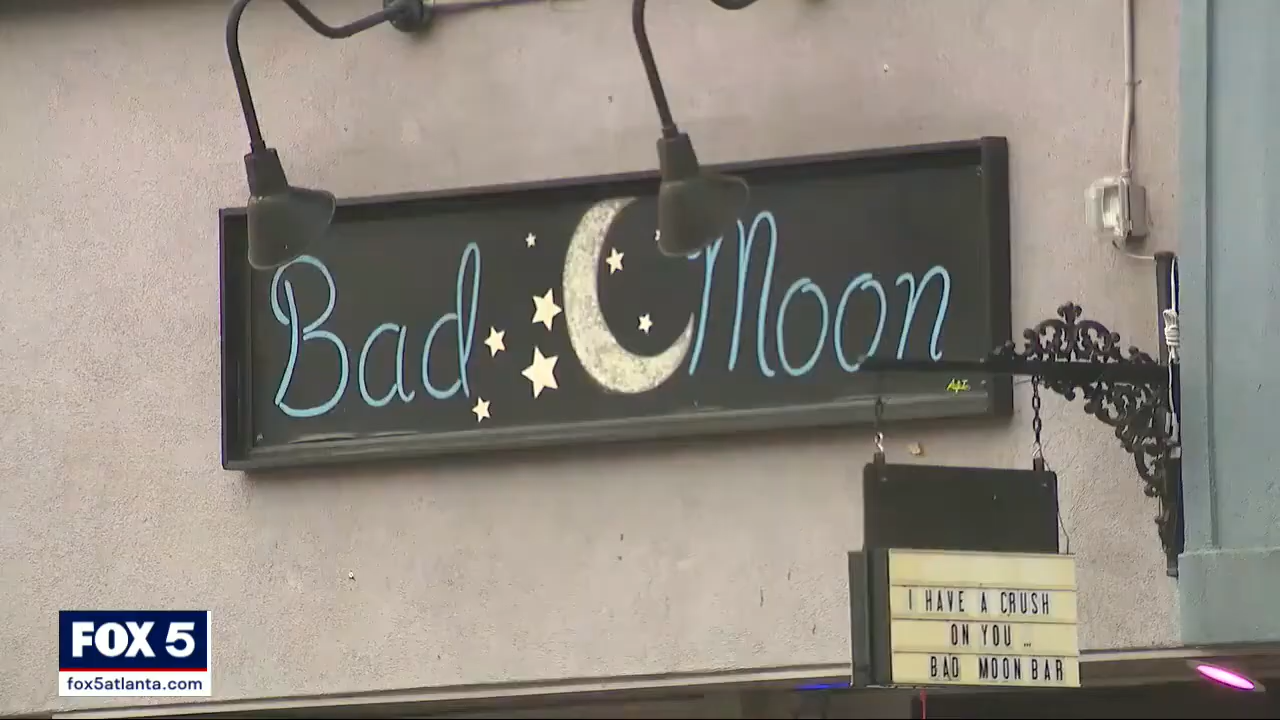 Bad Moon
I HAVE A CRUSH
ON YOU ...
BAD MOON BAR
FOX 5
fox5atlanta.com